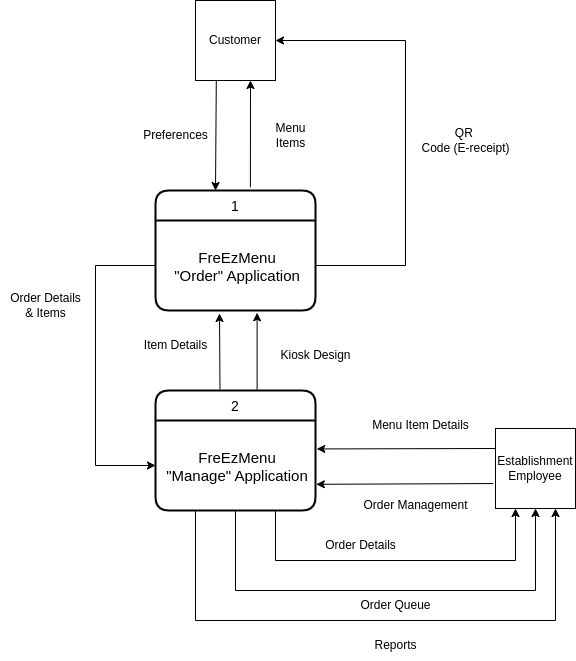 Customer
Preferences
Menu
Items
QR
Code (E-receipt)
1
FreEzMenu
"Order" Application
Order Details
& Items
Item Details
Kiosk Design
2
FreEzMenu
"Manage" Application
Menu Item Details
Establishment
Employee
Order Management
Order Details
Order Queue
Reports